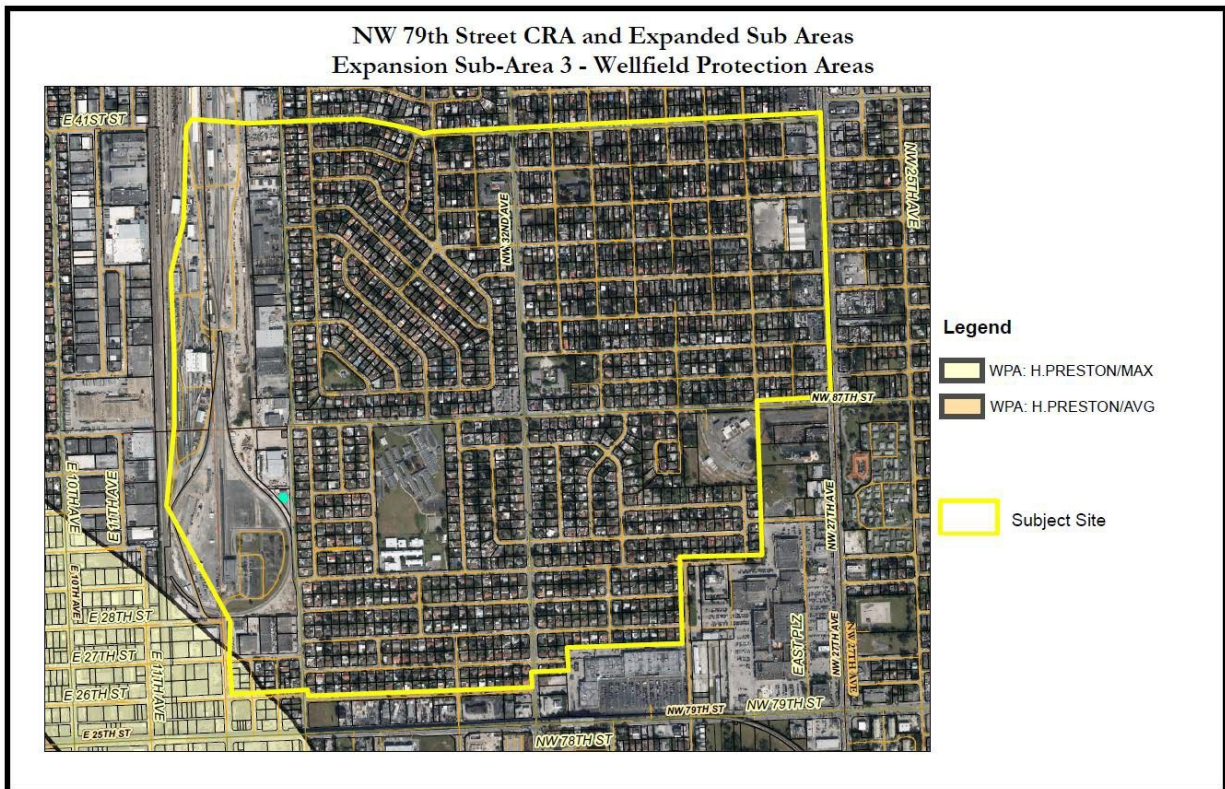 NW 79th Street CRA and Expanded Sub Areas
Expansion Sub-Area 3 - Wellfield Protection Areas
E 41ST ST
NW 25TH AVE
NW 32ND AVE
Legend
WPA: H.PRESTON/MAX
NW 87TH ST
WPA: H.PRESTON/AVG
E 10TH AVE
E 11TH AVE
NW 27TH AVE
Subject Site
E 10TH AVE
E 28TH ST
E 27TH ST
E 11TH AVE
EAST PLZ
NW 27TH AVE
NW 27TH AVE
E 26TH ST
NW 79TH ST
NW 79TH ST
E 25TH ST
NW 78TH ST